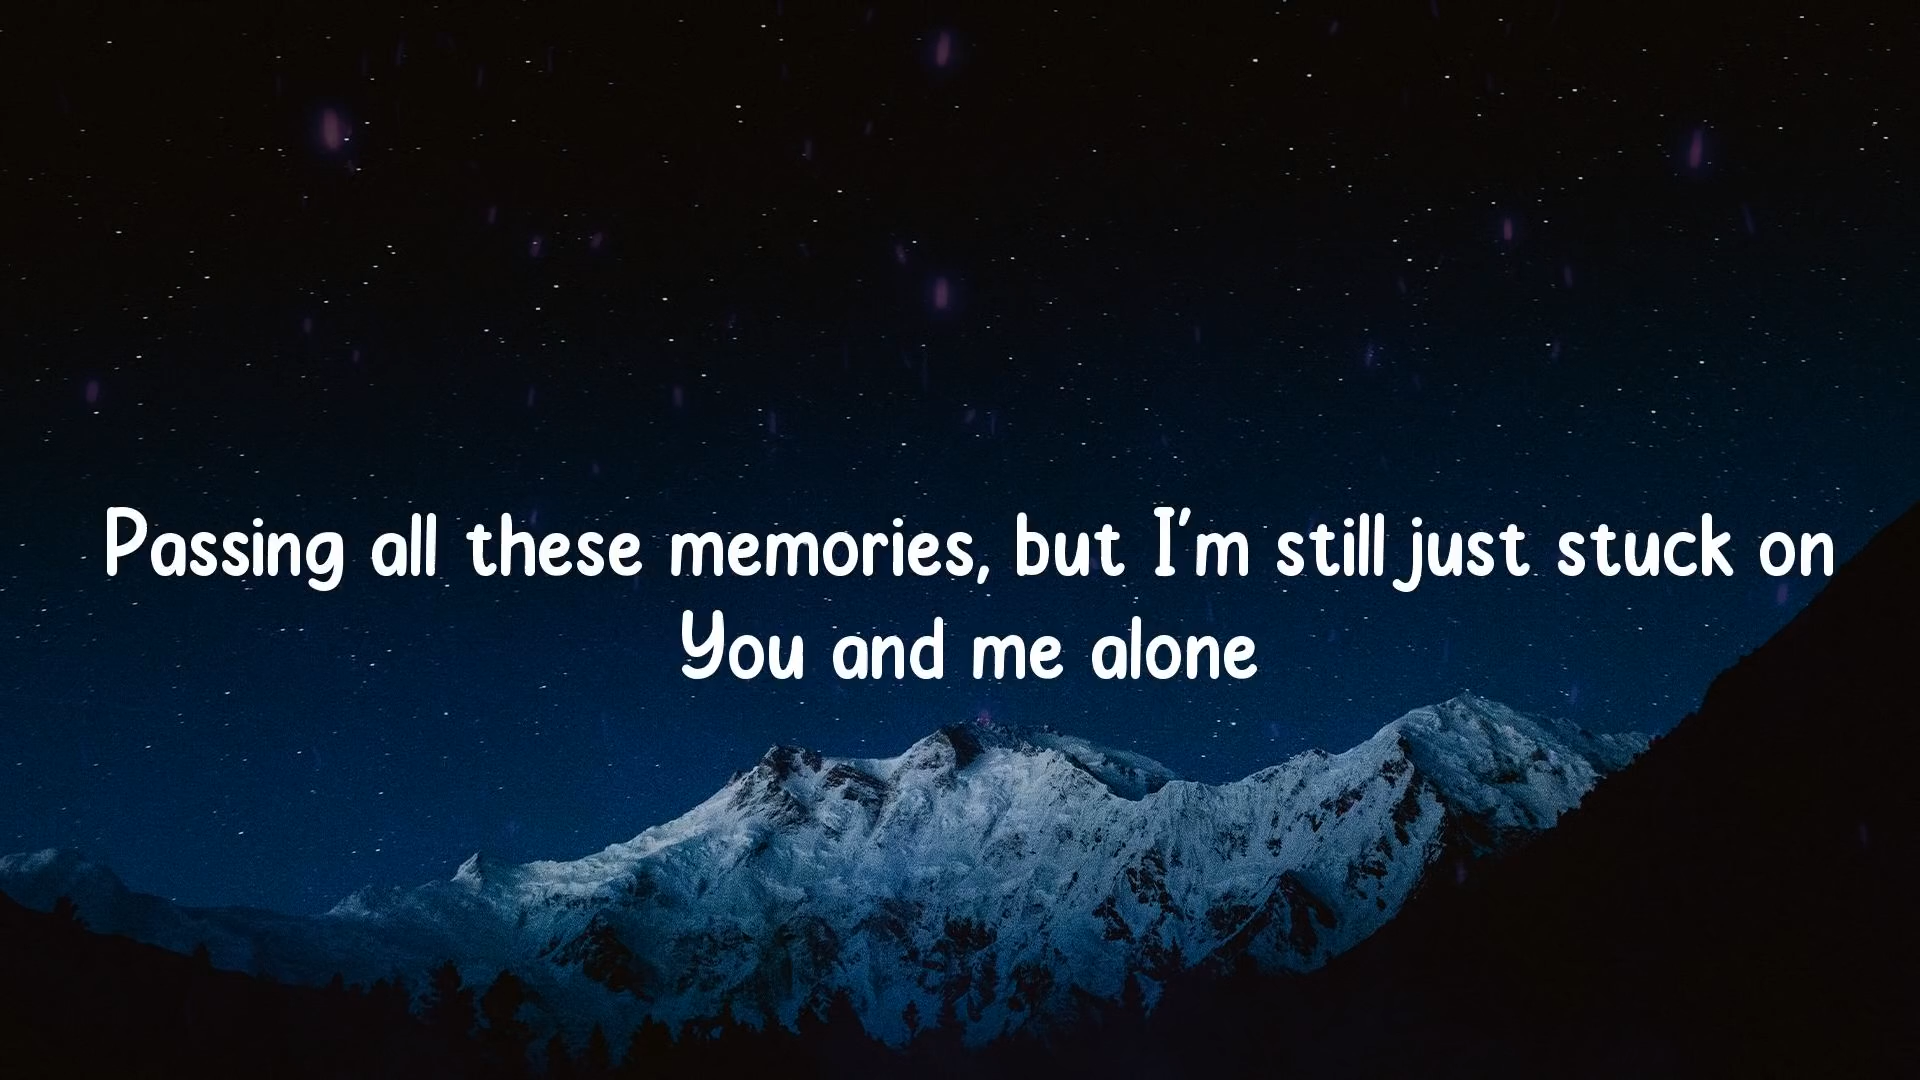 Passing all these memories, but I'm still just stuck on
You and me alone